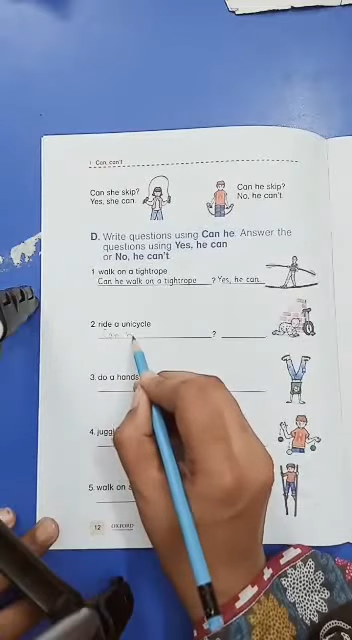 1 Can, can't
Can she skip?
Yes, she can.
Can he skip?
No, he can't.
D. Write questions using Can he. Answer the
questions using Yes, he can
or No, he can't.
1 walk on a tightrope
Can he walk on a tightrope ? Yes, he can.
2 ride a unicycle
Can h ?
3. do a hands
4. juggl
5. walk on s
12 OXFORD